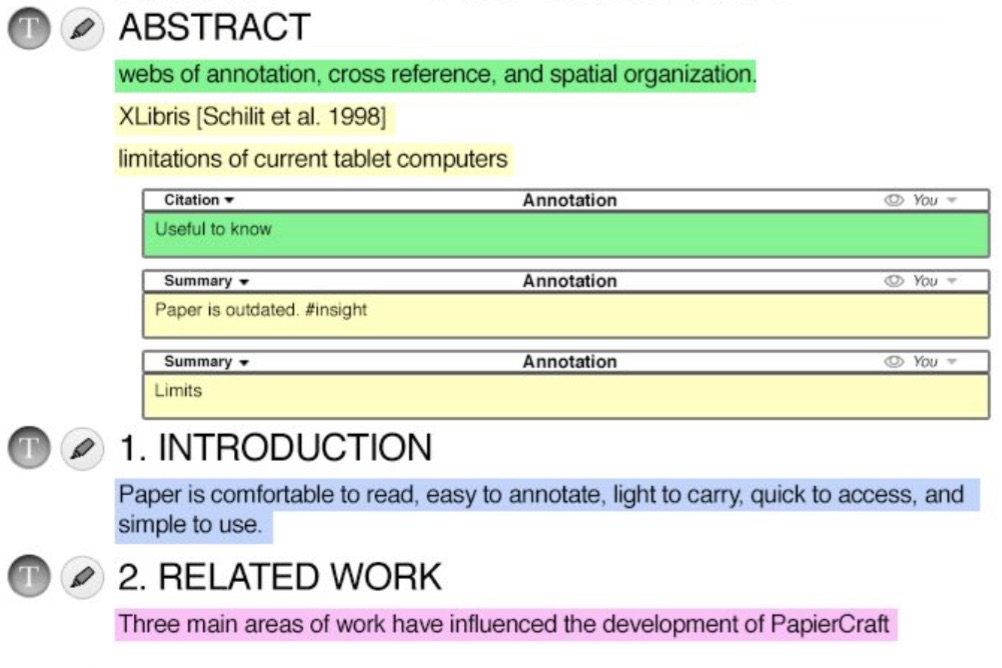 T ABSTRACT
webs of annotation, cross reference, and spatial organization.
XLibris [Schilit et al. 1998]
limitations of current tablet computers
Citation Annotation You
Useful to know
Summary Annotation You
Paper is outdated. #insight
Summary Annotation You
Limits
T 1. INTRODUCTION
Paper is comfortable to read, easy to annotate, light to carry, quick to access, and
simple to use.
T 2. RELATED WORK
Three main areas of work have influenced the development of PapierCraft